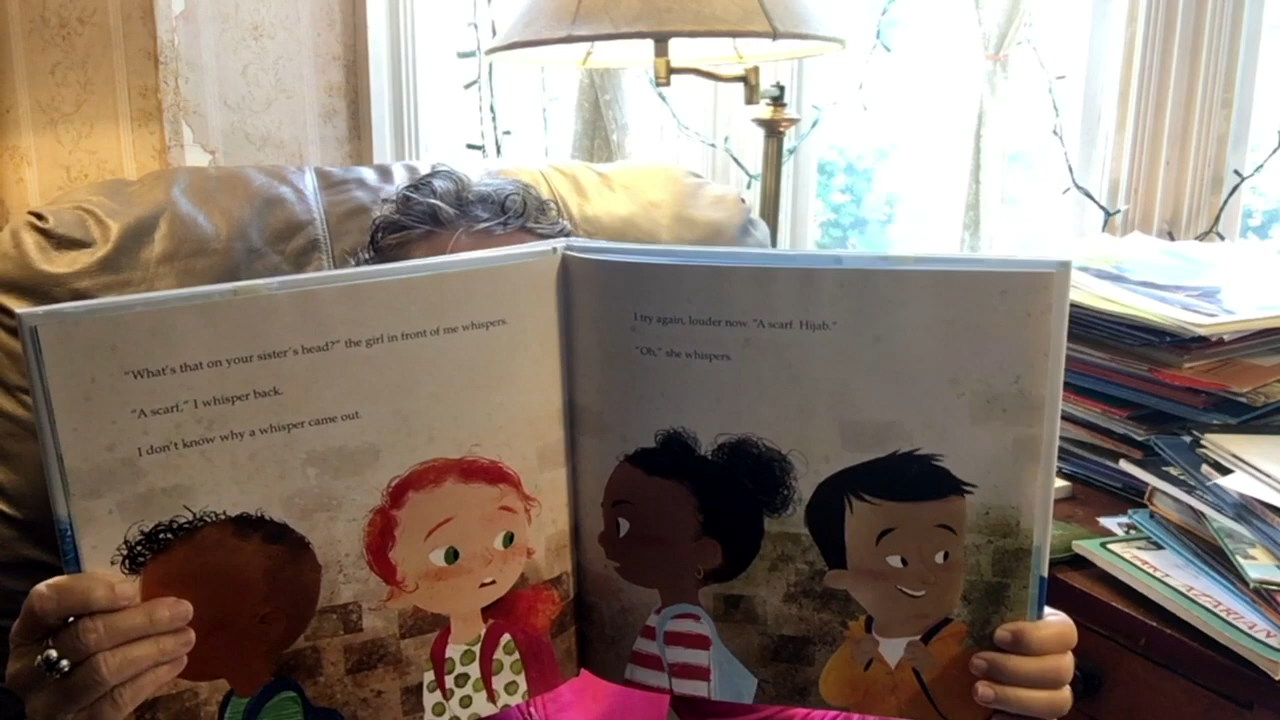 "What's that on your sister's head?" the girl in front of me whispers.
"A scarf," I whisper back.
I don't know why a whisper came out.
I try again, louder now. "A scarf. Hijab."
"Oh," she whispers.
AZARIAN